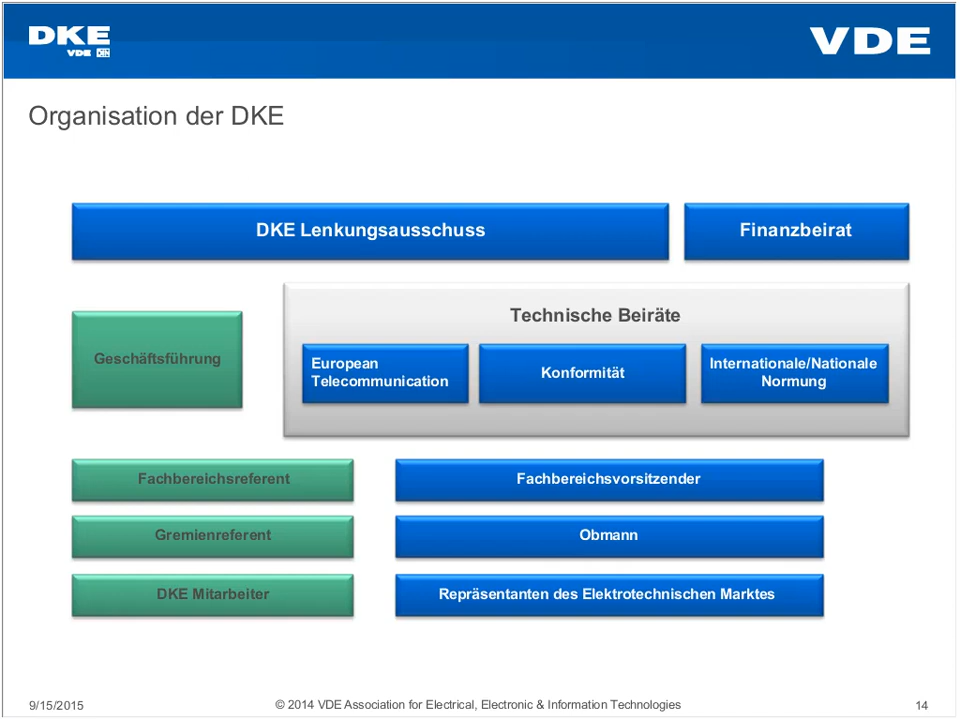 DKE
VDE DIN
VDE
Organisation der DKE
DKE Lenkungsausschuss
Finanzbeirat
Technische Beiräte
Geschäftsführung
European
Telecommunication
Konformität
Internationale/Nationale
Normung
Fachbereichsreferent
Fachbereichsvorsitzender
Gremienreferent
Obmann
DKE Mitarbeiter
Repräsentanten des Elektrotechnischen Marktes
9/15/2015
© 2014 VDE Association for Electrical, Electronic & Information Technologies
14